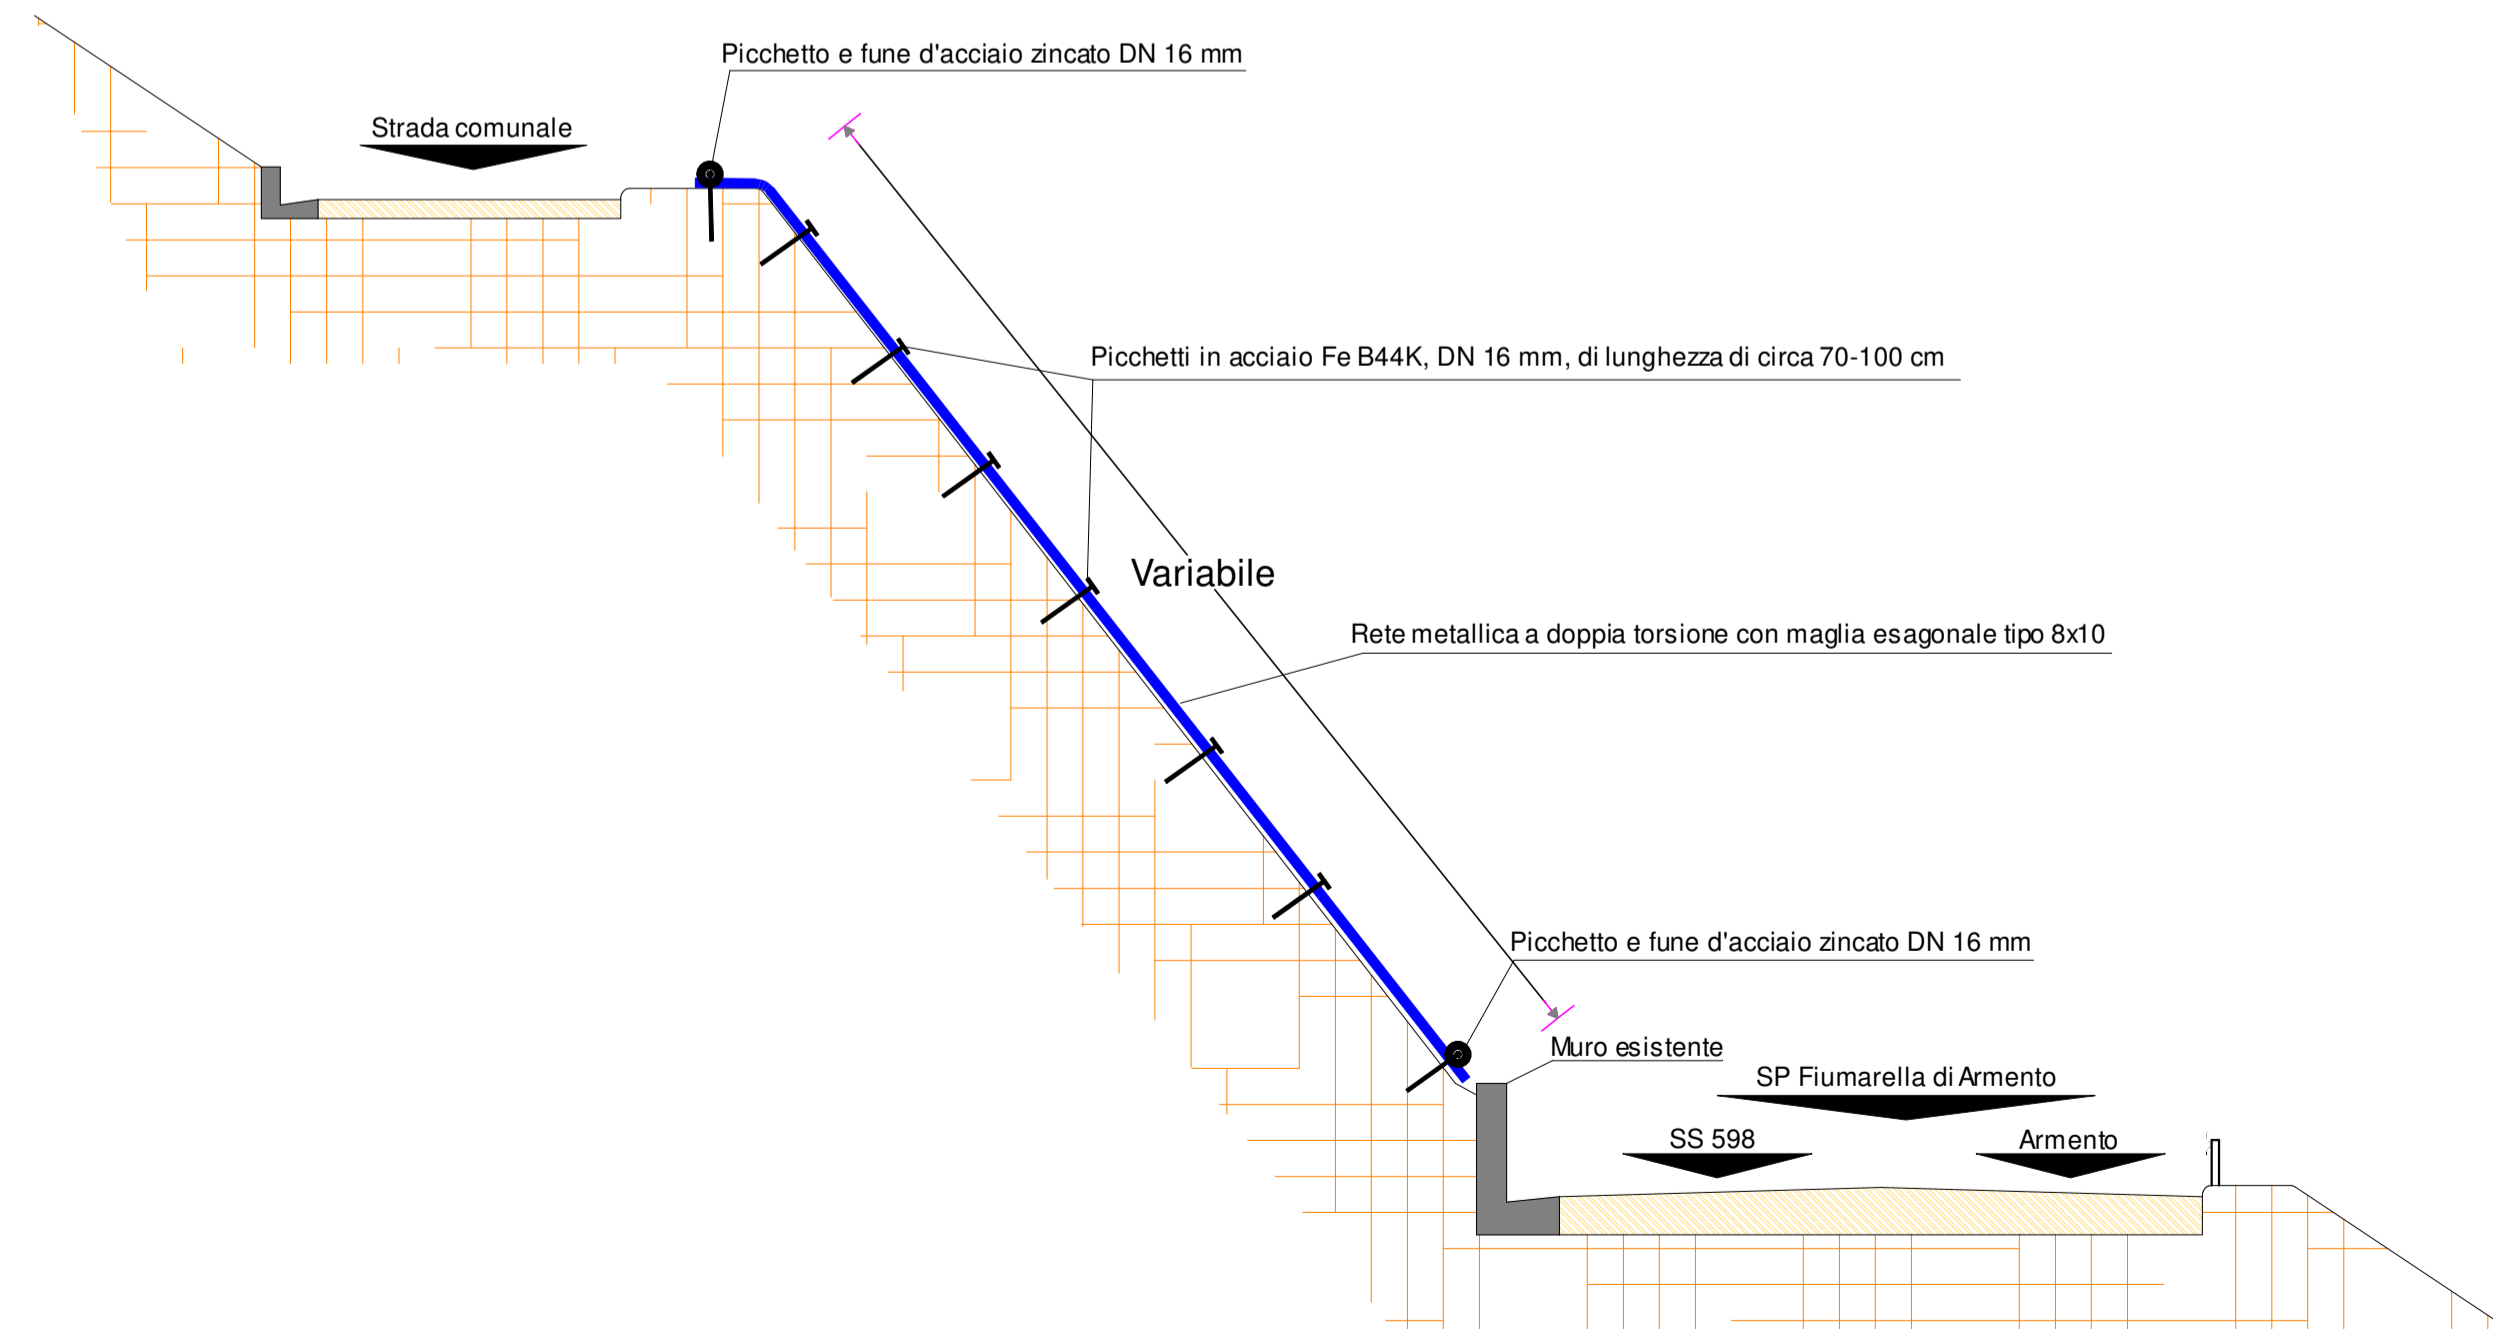 Picchetto e fune d'acciaio zincato DN 16 mm
Strada comunale
Picchetti in acciaio Fe B44K, DN 16 mm, di lunghezza di circa 70-100 cm
Variabile
Rete metallica a doppia torsione con maglia esagonale tipo 8x10
Picchetto e fune d'acciaio zincato DN 16 mm
Muro esistente
SP Fiumarella di Armento
SS 598
Armento